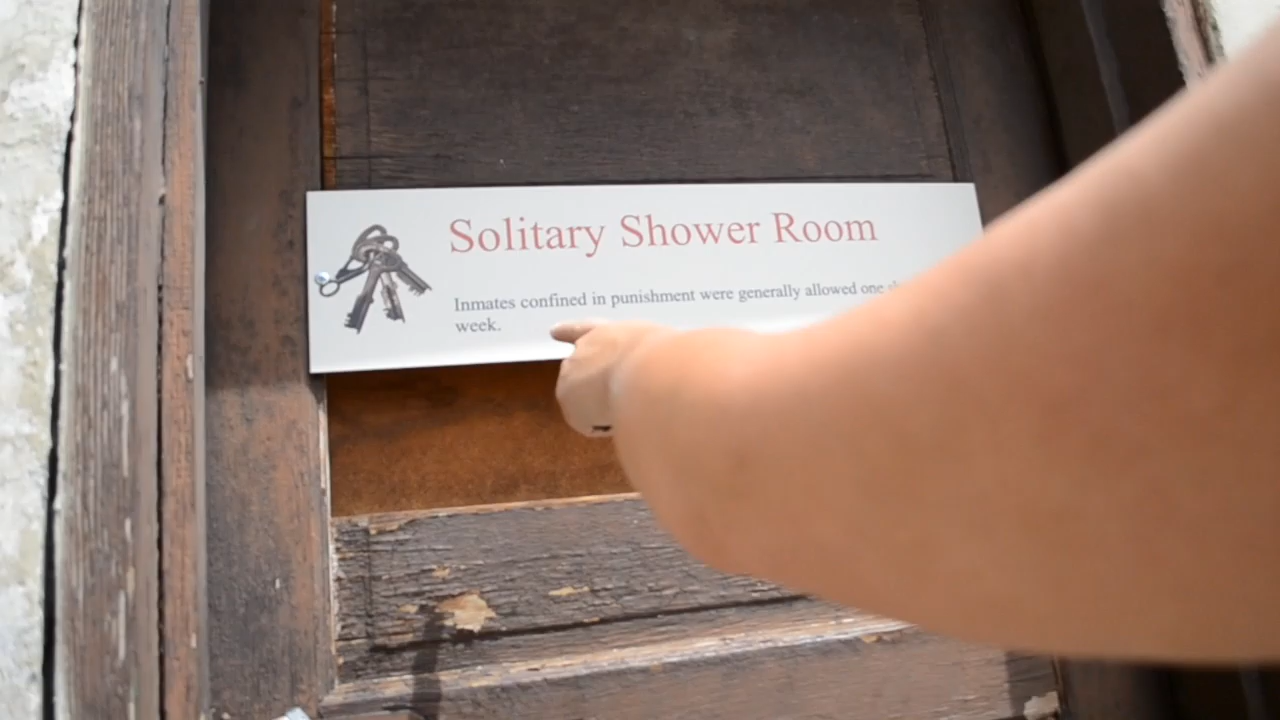 Solitary Shower Room
Inmates confined in punishment were generally allowed one
week.